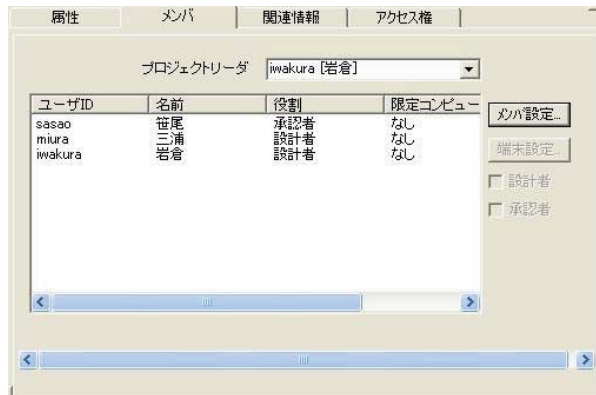 属性 メンバ 関連情報 アクセス権
プロジェクトリーダ iwakura [岩倉]
ユーザID 名前 役割 限定コンピュー
sasao 笹尾 承認者 なし
miura 三浦 設計者 なし
iwakura 岩倉 設計者 なし
メンバ設定...
端末設定...
設計者
承認者